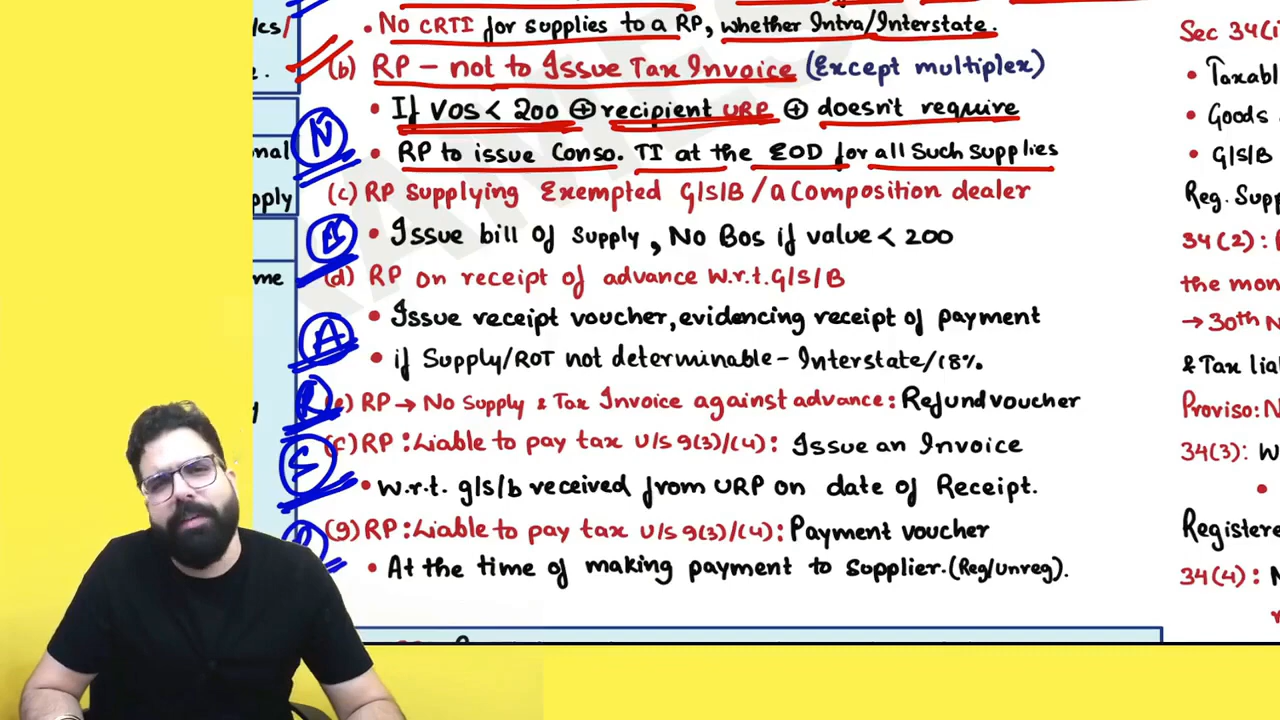 les/
e.
nal
pply
me
• No CRTI for supplies to a RP, whether Intra/Interstate.
(b) RP – not to Issue Tax Invoice (Except multiplex)
• If VOS < 200 ⊕ recipient URP ⊕ doesn't require
N
• RP to issue Conso. TI at the EOD for all Such Supplies
(c) RP Supplying Exempted G/S/B / a Composition dealer
• Issue bill of Supply, No Bos if value < 200
(d) RP on receipt of advance w.r.t. G/S/B
• Issue receipt voucher, evidencing receipt of payment
A
• if Supply/ROT not determinable - Interstate/18%.
R
(e) RP → No Supply & Tax Invoice against advance: Refund voucher
(f) RP : Liable to pay tax U/s 9(3)/(4): Issue an Invoice
S
• w.r.t. g/s/b received from URP on date of Receipt.
(g) RP : Liable to pay tax U/s 9(3)/(4): Payment voucher
• At the time of making payment to supplier. (Reg/unreg).
Sec 34(1
• Taxabl
• Goods
• G/S/B
Reg. Supp
34(2):
the mon
→ 30th N
& Tax lia
Proviso: N
34(3): W
•
Registere
34(4): N